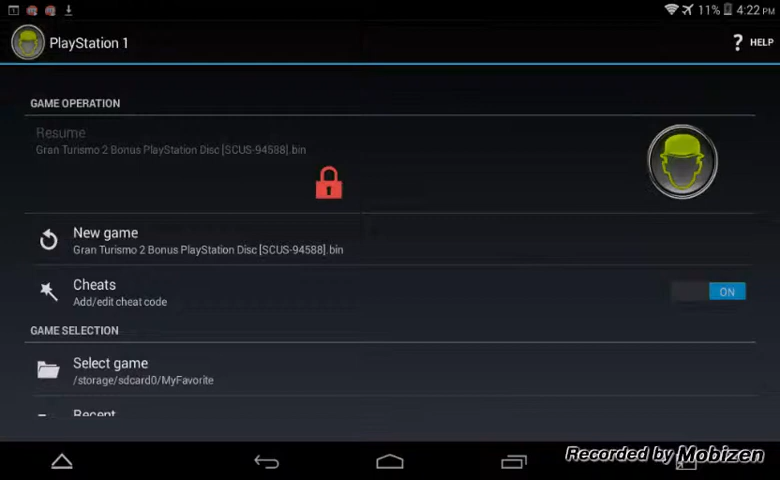 11% 4:22 PM
PlayStation 1
? HELP
GAME OPERATION
Resume
Gran Turismo 2 Bonus PlayStation Disc [SCUS-94588].bin
New game
Gran Turismo 2 Bonus PlayStation Disc [SCUS-94588].bin
Cheats
Add/edit cheat code
ON
GAME SELECTION
Select game
/storage/sdcard0/MyFavorite
Recent
Recorded by Mobizen